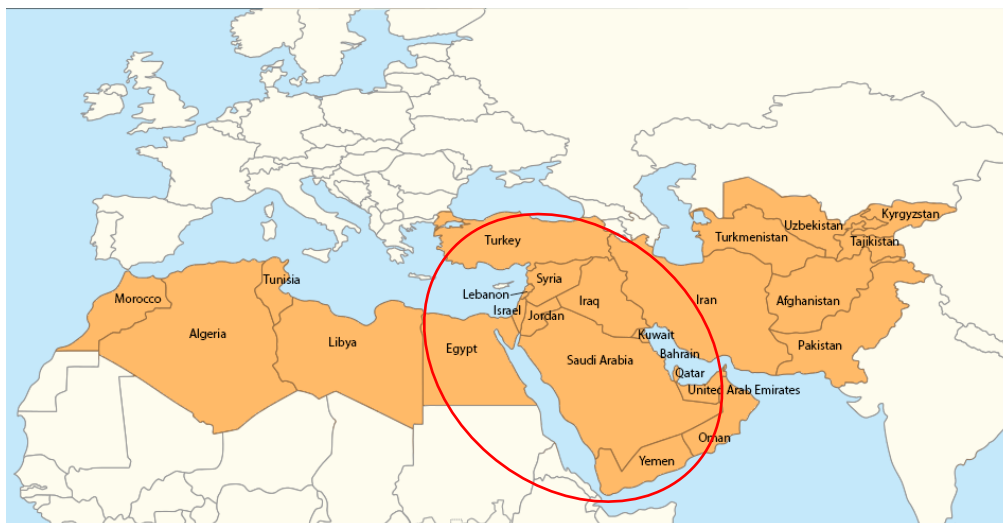 Kyrgyzstan
Uzbekistan
Turkmenistan
Tajikistan
Turkey
Syria
Tunisia
Lebanon
Morocco
Iraq
Iran
Afghanistan
Israel
Jordan
Algeria
Libya
Egypt
Kuwait
Pakistan
Bahrain
Saudi Arabia
Qatar
United Arab Emirates
Oman
Yemen